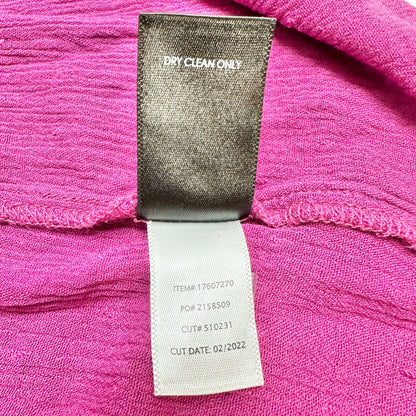 DRY CLEAN ONLY
ITEM#:17607270
PO# 2158509
CUT# 510231
CUT DATE: 02/2022